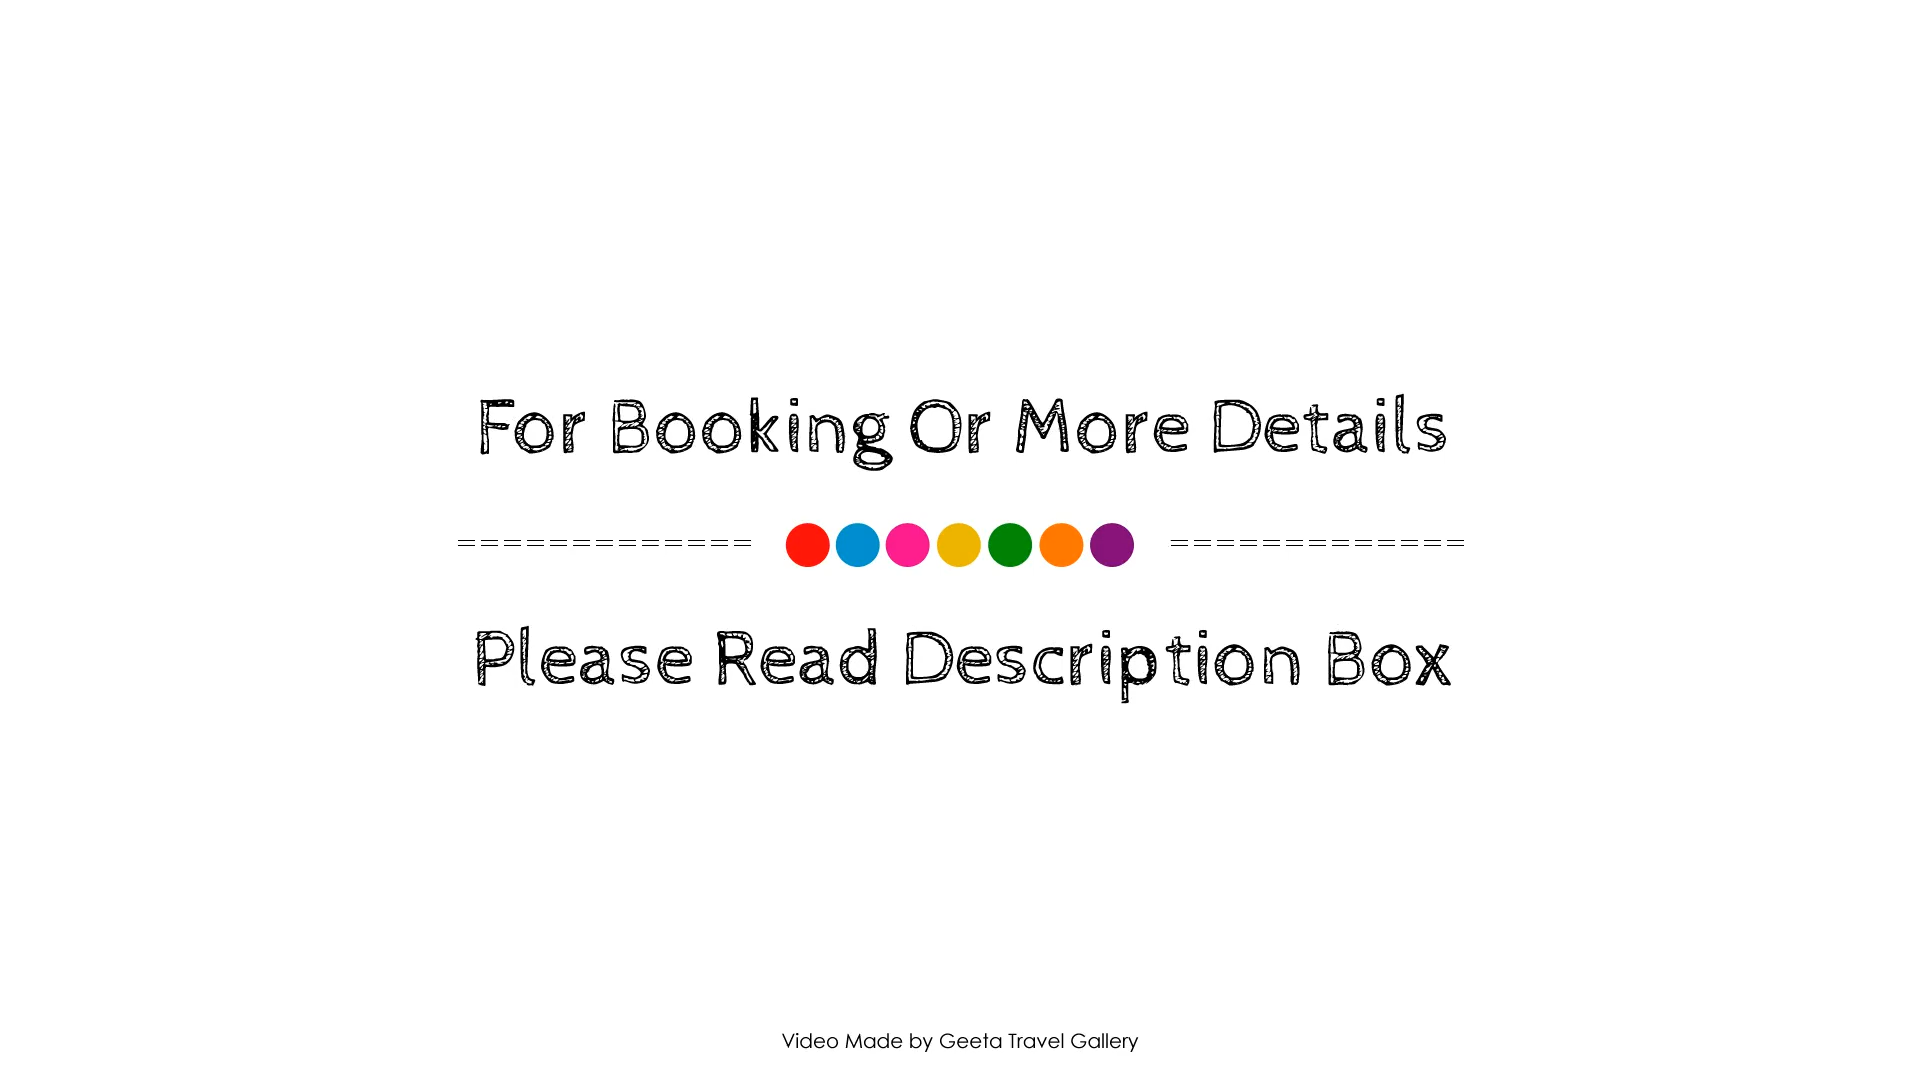 For Booking Or More Details
============= =============
Please Read Description Box
Video Made by Geeta Travel Gallery